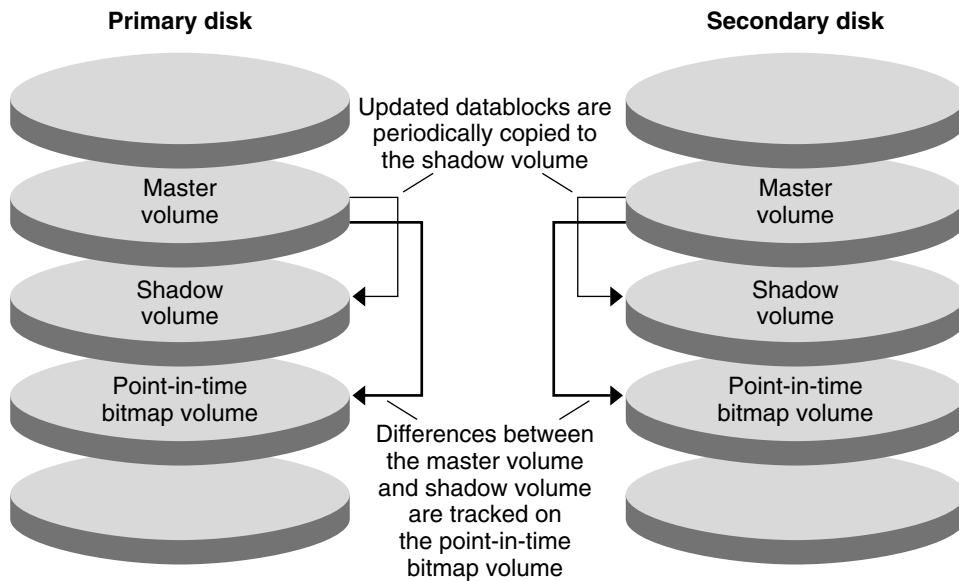 Primary disk
Secondary disk
Updated datablocks are
periodically copied to
the shadow volume
Master
volume
Shadow
volume
Point-in-time
bitmap volume
Master
volume
Shadow
volume
Point-in-time
bitmap volume
Differences between
the master volume
and shadow volume
are tracked on
the point-in-time
bitmap volume